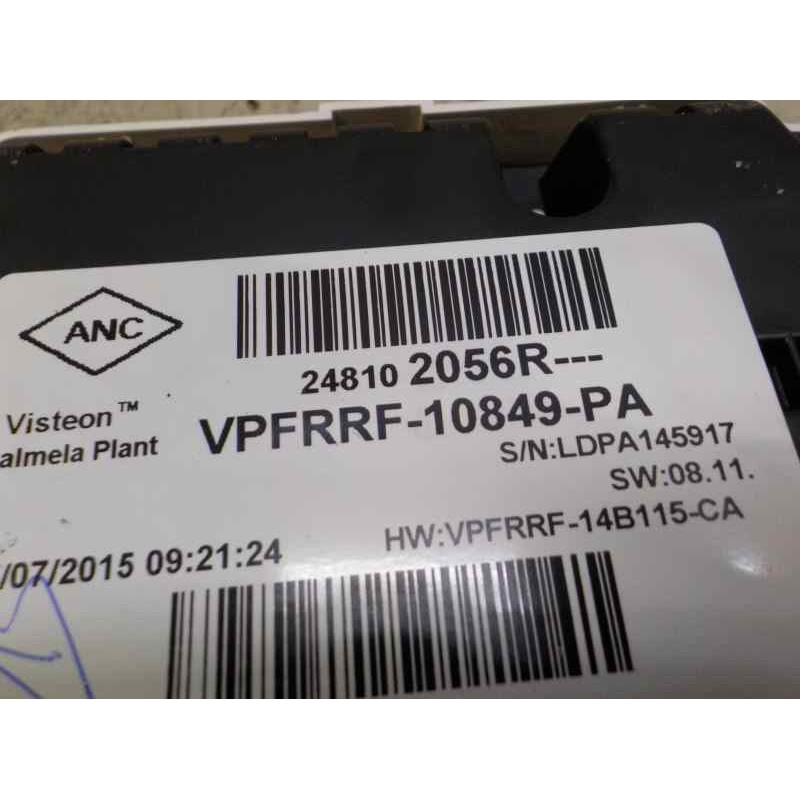 ANC
24810 2056R---
Visteon™
VPFRRF-10849-PA
almela Plant
S/N:LDPA145917
SW:08.11.
HW:VPFRRF-14B115-CA
/07/2015 09:21:24